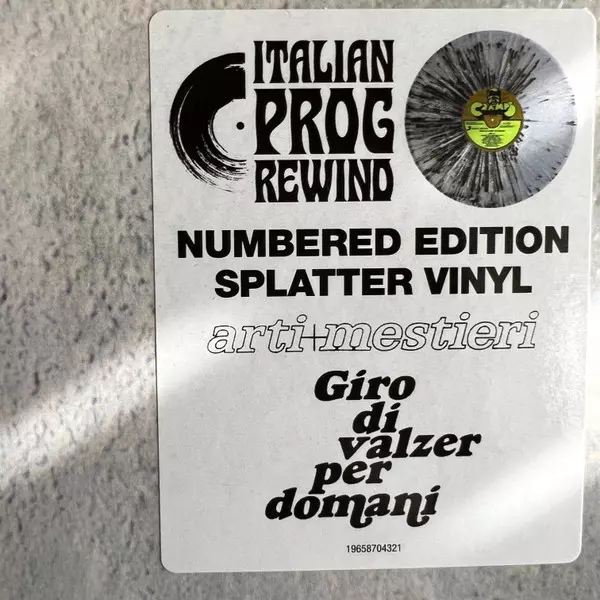 ITALIAN
PROG
REWIND
NUMBERED EDITION
SPLATTER VINYL
arti+mestieri
Giro
di
valzer
per
domani
19658704321